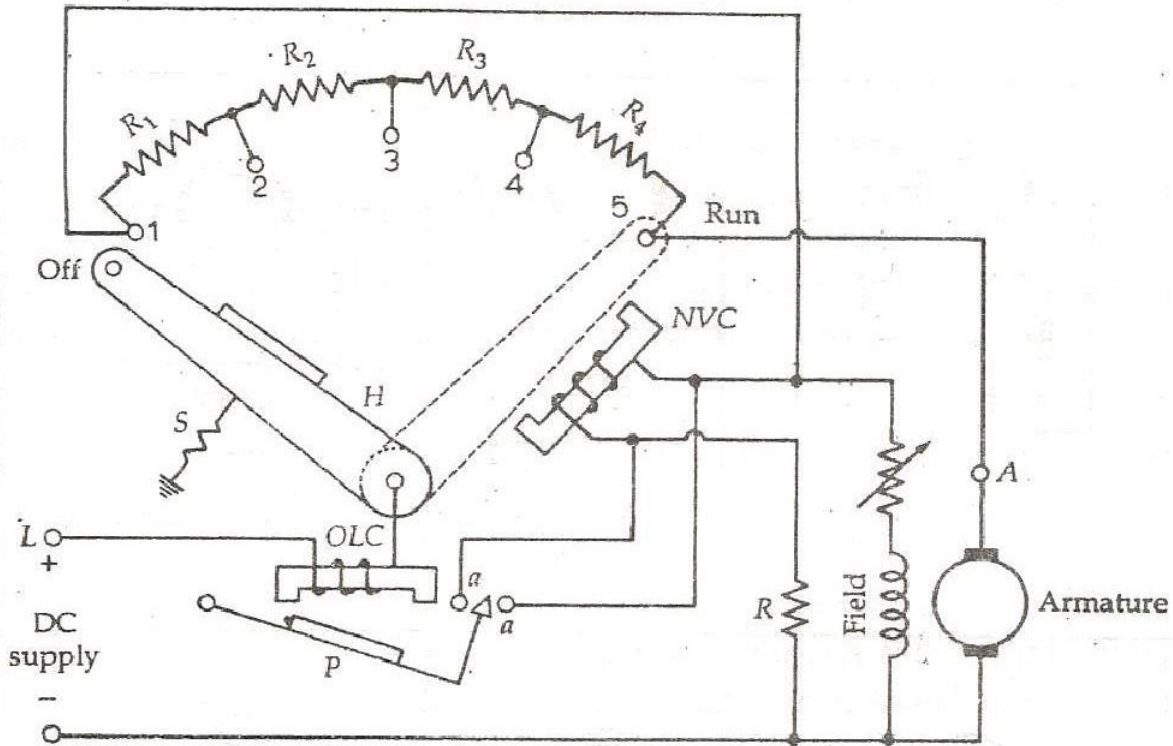 R₁
R₂
R₃
R₄
1
2
3
4
5
Run
Off
NVC
H
S
A
L
+
OLC
a
a
DC
supply
–
P
R
Field
Armature